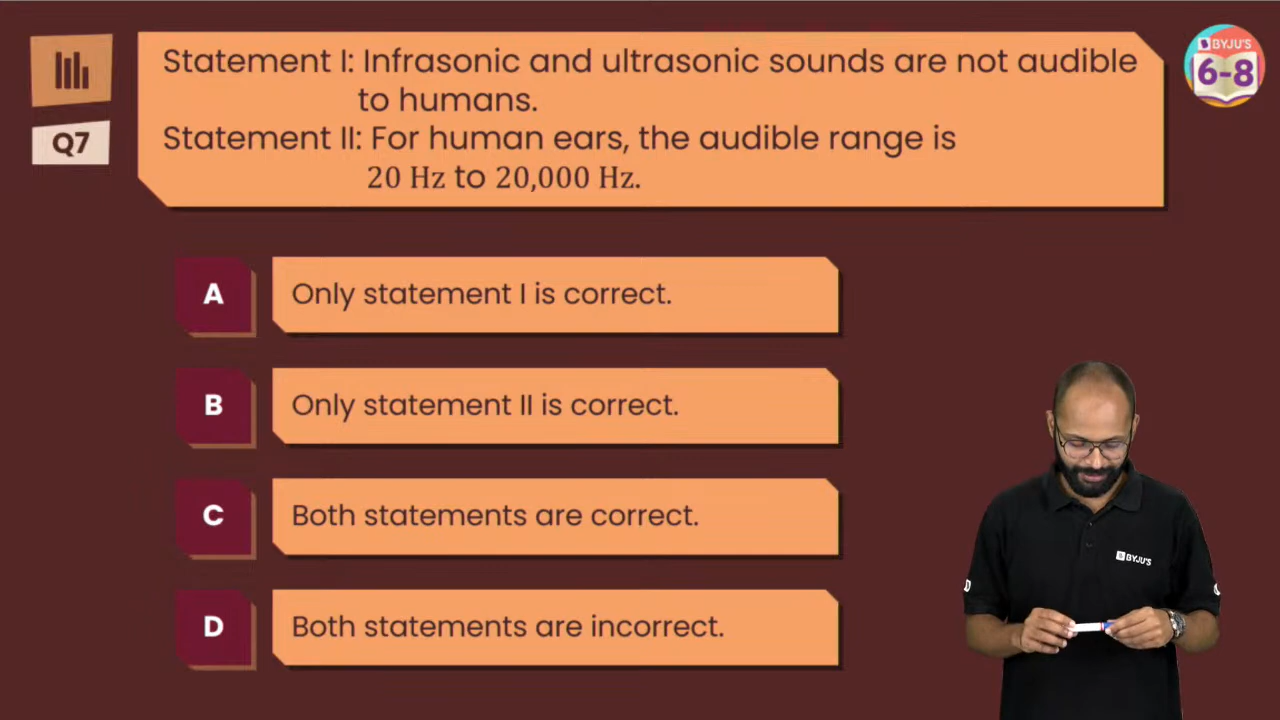 Statement I: Infrasonic and ultrasonic sounds are not audible
to humans.
BYJU'S
6-8
Q7
Statement II: For human ears, the audible range is
20 Hz to 20,000 Hz.
A
Only statement I is correct.
B
Only statement II is correct.
C
Both statements are correct.
D
Both statements are incorrect.
BYJU'S